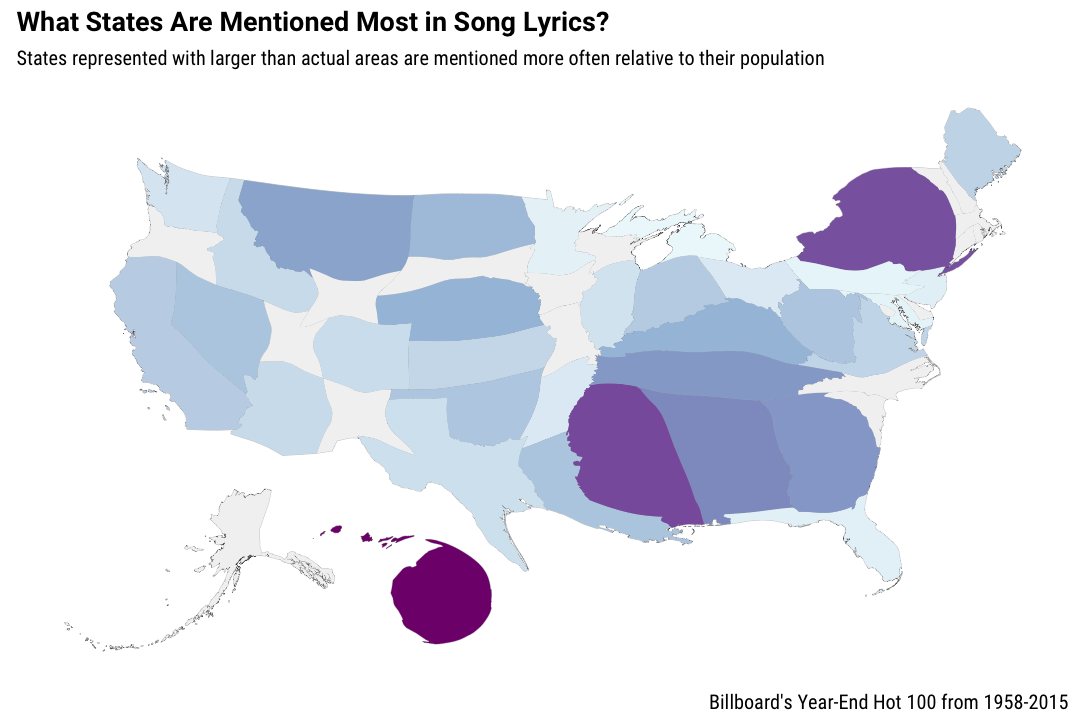 What States Are Mentioned Most in Song Lyrics?
States represented with larger than actual areas are mentioned more often relative to their population
Billboard's Year-End Hot 100 from 1958-2015